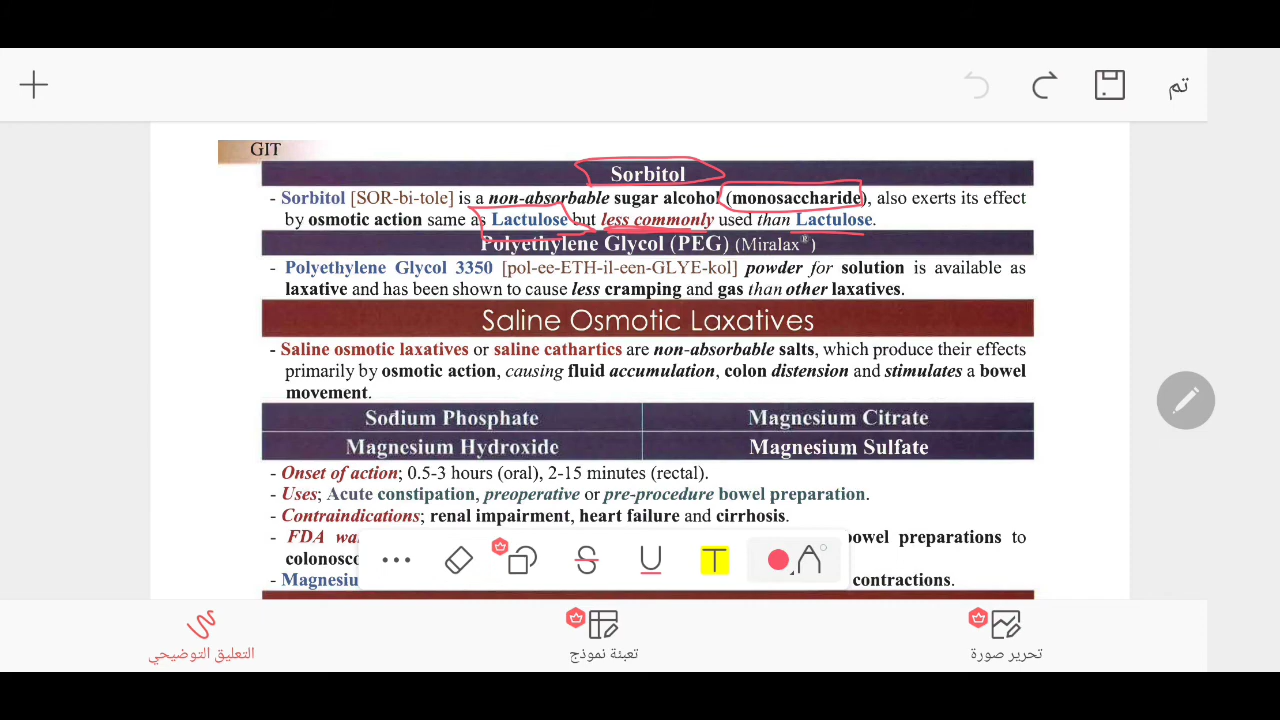 تم
GIT
Sorbitol
- Sorbitol [SOR-bi-tole] is a non-absorbable sugar alcohol (monosaccharide), also exerts its effect
by osmotic action same as Lactulose but less commonly used than Lactulose.
Polyethylene Glycol (PEG) (Miralax®)
- Polyethylene Glycol 3350 [pol-ee-ETH-il-een-GLYE-kol] powder for solution is available as
laxative and has been shown to cause less cramping and gas than other laxatives.
Saline Osmotic Laxatives
- Saline osmotic laxatives or saline cathartics are non-absorbable salts, which produce their effects
primarily by osmotic action, causing fluid accumulation, colon distension and stimulates a bowel
movement.
Sodium Phosphate Magnesium Citrate
Magnesium Hydroxide Magnesium Sulfate
- Onset of action; 0.5-3 hours (oral), 2-15 minutes (rectal).
- Uses; Acute constipation, preoperative or pre-procedure bowel preparation.
- Contraindications; renal impairment, heart failure and cirrhosis.
- FDA bowel preparations to
contractions.
التعليق التوضيحي
تعبئة نموذج
تحرير صورة